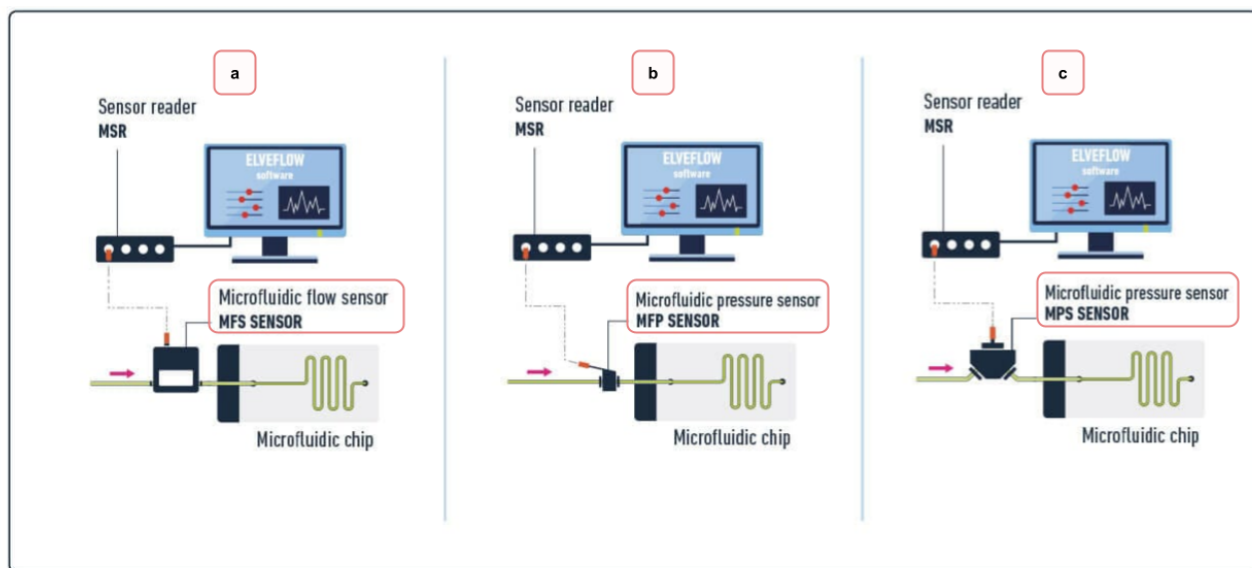 a
Sensor reader
MSR
ELVEFLOW
software
Microfluidic flow sensor
MFS SENSOR
Microfluidic chip
b
Sensor reader
MSR
ELVEFLOW
software
Microfluidic pressure sensor
MFP SENSOR
Microfluidic chip
c
Sensor reader
MSR
ELVEFLOW
software
Microfluidic pressure sensor
MPS SENSOR
Microfluidic chip